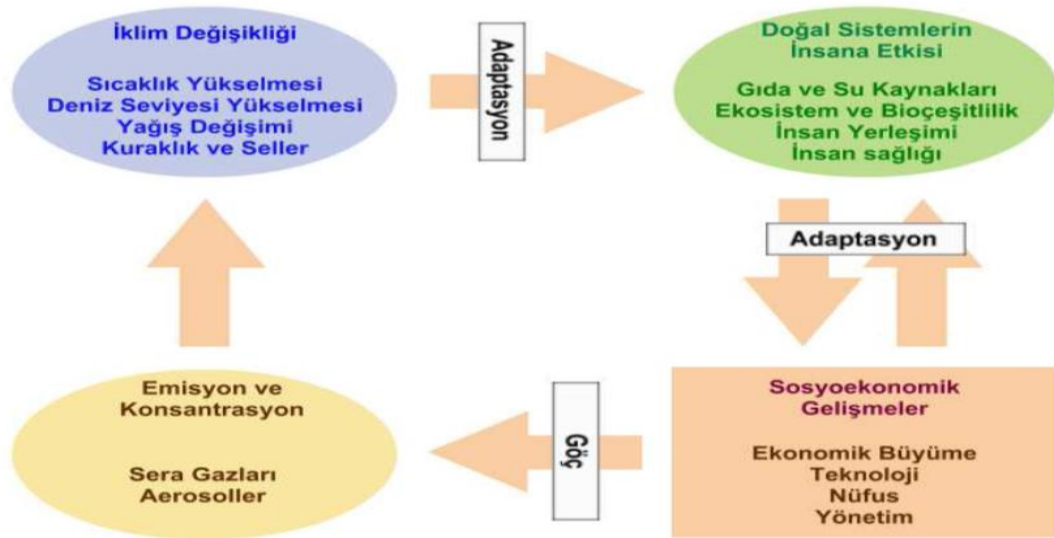 İklim Değişikliği
Sıcaklık Yükselmesi
Deniz Seviyesi Yükselmesi
Yağış Değişimi
Kuraklık ve Seller
Adaptasyon
Doğal Sistemlerin
İnsana Etkisi
Gıda ve Su Kaynakları
Ekosistem ve Bioçeşitlilik
İnsan Yerleşimi
İnsan sağlığı
Adaptasyon
Emisyon ve
Konsantrasyon
Sera Gazları
Aerosoller
Göç
Sosyoekonomik
Gelişmeler
Ekonomik Büyüme
Teknoloji
Nüfus
Yönetim